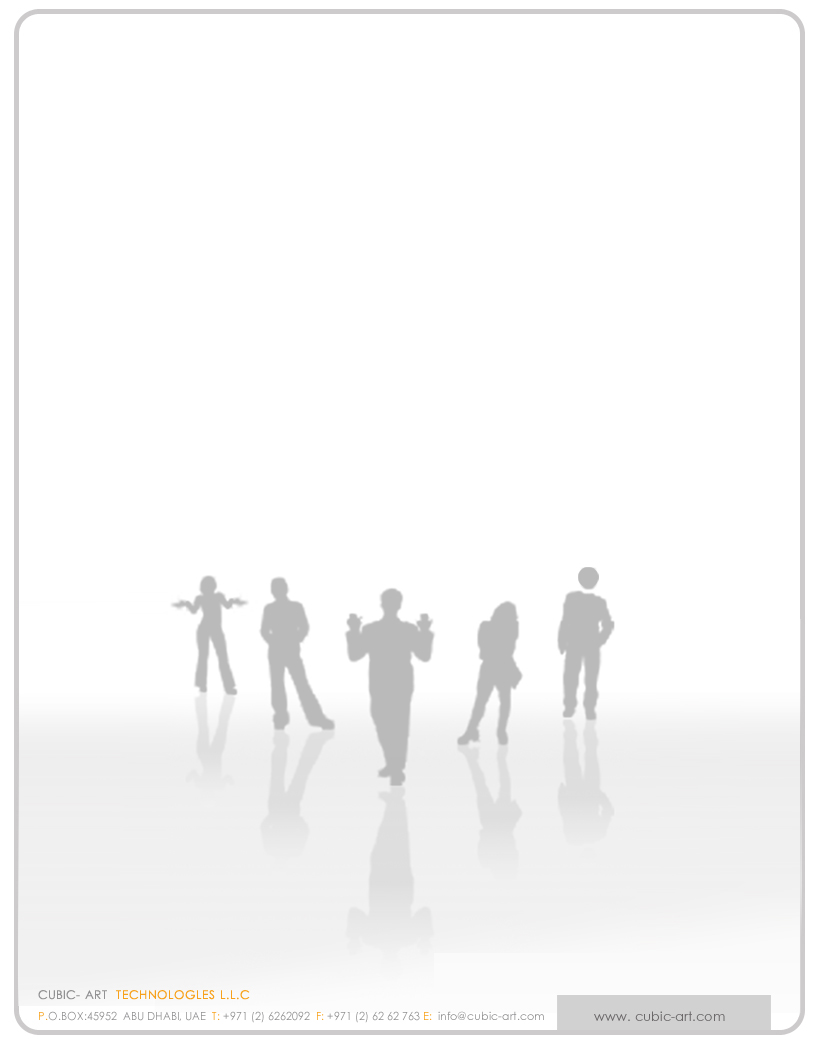 CUBIC- ART TECHNOLOGLES L.L.C
P.O.BOX:45952 ABU DHABI, UAE T: +971 (2) 6262092 F: +971 (2) 62 62 763 E: info@cubic-art.com
www. cubic-art.com